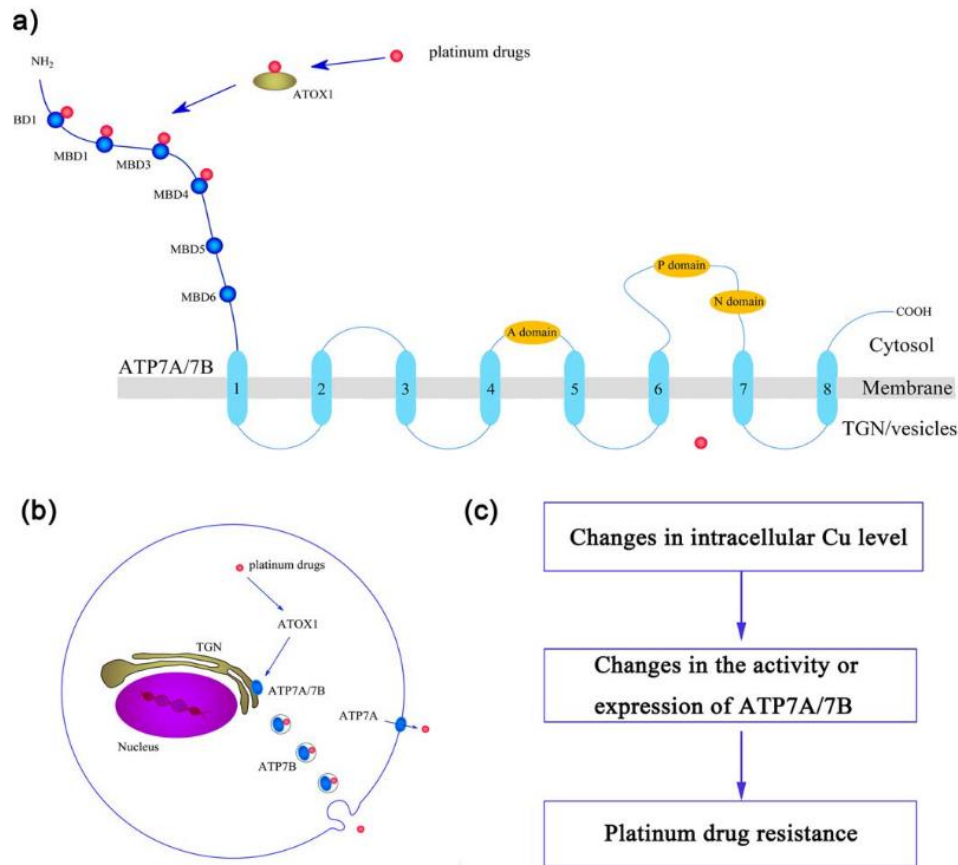 a)
platinum drugs
NH₂
ATOX1
BD1
MBD1
MBD3
MBD4
MBD5
MBD6
P domain
N domain
A domain
COOH
Cytosol
ATP7A/7B
1 2 3 4 5 6 7 8
Membrane
TGN/vesicles
(b)
platinum drugs
ATOX1
TGN
ATP7A/7B
ATP7A
Nucleus
ATP7B
(c)
Changes in intracellular Cu level
Changes in the activity or
expression of ATP7A/7B
Platinum drug resistance